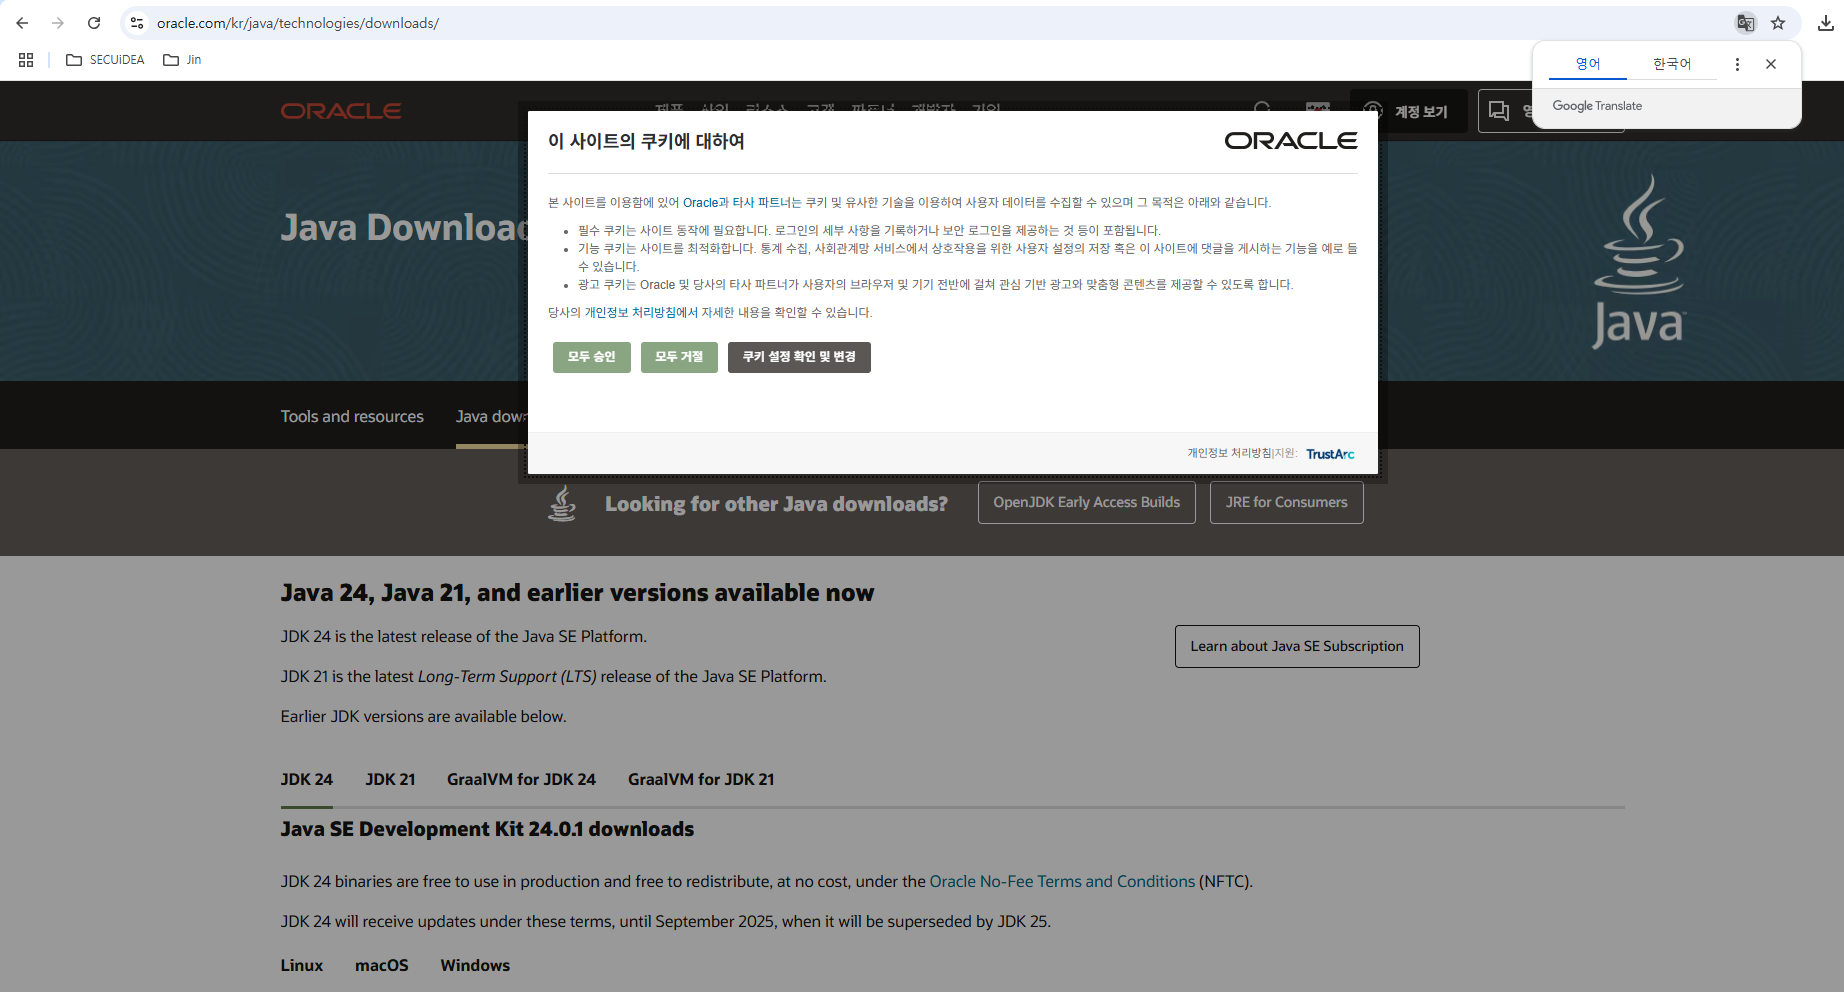 oracle.com/kr/java/technologies/downloads/
SECUiDEA
Jin
영어
한국어
Google Translate
ORACLE
계정 보기
이 사이트의 쿠키에 대하여
ORACLE
본 사이트를 이용함에 있어 Oracle과 타사 파트너는 쿠키 및 유사한 기술을 이용하여 사용자 데이터를 수집할 수 있으며 그 목적은 아래와 같습니다.
• 필수 쿠키는 사이트 동작에 필요합니다. 로그인의 세부 사항을 기록하거나 보안 로그인을 제공하는 것 등이 포함됩니다.
• 기능 쿠키는 사이트를 최적화합니다. 통계 수집, 사회관계망 서비스에서 상호작용을 위한 사용자 설정의 저장 혹은 이 사이트에 댓글을 게시하는 기능을 예로 들
수 있습니다.
• 광고 쿠키는 Oracle 및 당사의 타사 파트너가 사용자의 브라우저 및 기기 전반에 걸쳐 관심 기반 광고와 맞춤형 콘텐츠를 제공할 수 있도록 합니다.
당사의 개인정보 처리방침에서 자세한 내용을 확인할 수 있습니다.
모두 승인
모두 거절
쿠키 설정 확인 및 변경
개인정보 처리방침|지원:
TrustArc
Java Downloa
Java
Tools and resources
Java dow
Looking for other Java downloads?
OpenJDK Early Access Builds
JRE for Consumers
Java 24, Java 21, and earlier versions available now
JDK 24 is the latest release of the Java SE Platform.
Learn about Java SE Subscription
JDK 21 is the latest Long-Term Support (LTS) release of the Java SE Platform.
Earlier JDK versions are available below.
JDK 24
JDK 21
GraalVM for JDK 24
GraalVM for JDK 21
Java SE Development Kit 24.0.1 downloads
JDK 24 binaries are free to use in production and free to redistribute, at no cost, under the Oracle No-Fee Terms and Conditions (NFTC).
JDK 24 will receive updates under these terms, until September 2025, when it will be superseded by JDK 25.
Linux
macOS
Windows